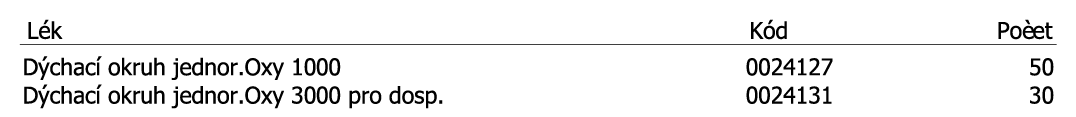 Lék Kód Poèet
Dýchací okruh jednor.Oxy 1000 0024127 50
Dýchací okruh jednor.Oxy 3000 pro dosp. 0024131 30